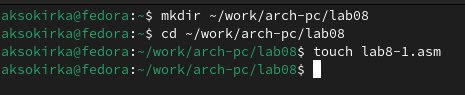 aksokirka@fedora:~$ mkdir ~/work/arch-pc/lab08
aksokirka@fedora:~$ cd ~/work/arch-pc/lab08
aksokirka@fedora:~/work/arch-pc/lab08$ touch lab8-1.asm
aksokirka@fedora:~/work/arch-pc/lab08$